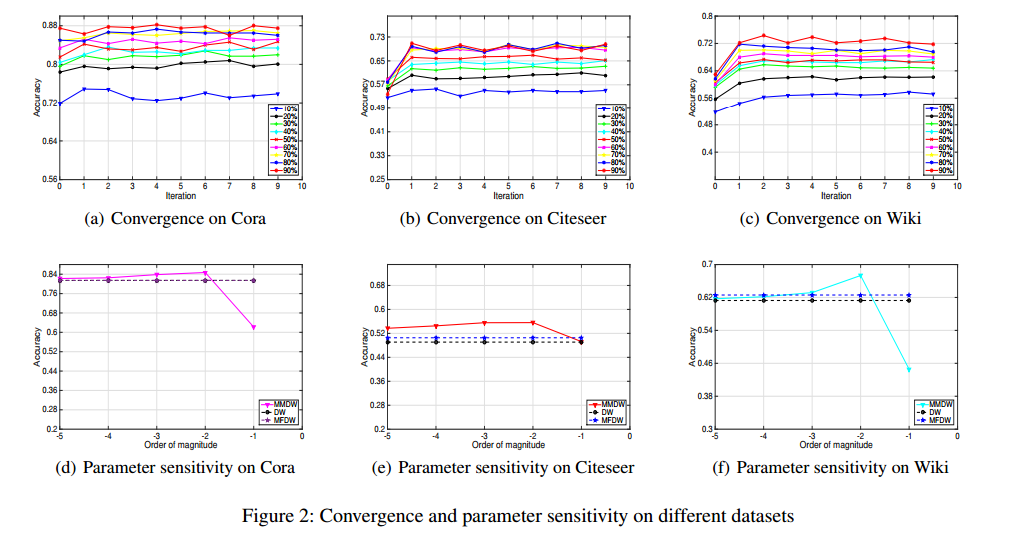 0.88
0.8
0.72
0.64
0.56
Accuracy
0 1 2 3 4 5 6 7 8 9 10
Iteration
10%
20%
30%
40%
50%
60%
70%
80%
90%
(a) Convergence on Cora
0.73
0.65
0.57
0.49
0.41
0.33
0.25
Accuracy
0 1 2 3 4 5 6 7 8 9 10
Iteration
10%
20%
30%
40%
50%
60%
70%
80%
90%
(b) Convergence on Citeseer
0.8
0.72
0.64
0.56
0.48
0.4
Accuracy
0 1 2 3 4 5 6 7 8 9 10
Iteration
10%
20%
30%
40%
50%
60%
70%
80%
90%
(c) Convergence on Wiki
0.84
0.76
0.68
0.6
0.52
0.44
0.36
0.28
0.2
Accuracy
-5 -4 -3 -2 -1 0
Order of magnitude
MMDW
DW
MFDW
(d) Parameter sensitivity on Cora
0.68
0.6
0.52
0.44
0.36
0.28
0.2
Accuracy
-5 -4 -3 -2 -1 0
Order of magnitude
MMDW
DW
MFDW
(e) Parameter sensitivity on Citeseer
0.7
0.62
0.54
0.46
0.38
0.3
Accuracy
-5 -4 -3 -2 -1 0
Order of magnitude
MMDW
DW
MFDW
(f) Parameter sensitivity on Wiki
Figure 2: Convergence and parameter sensitivity on different datasets